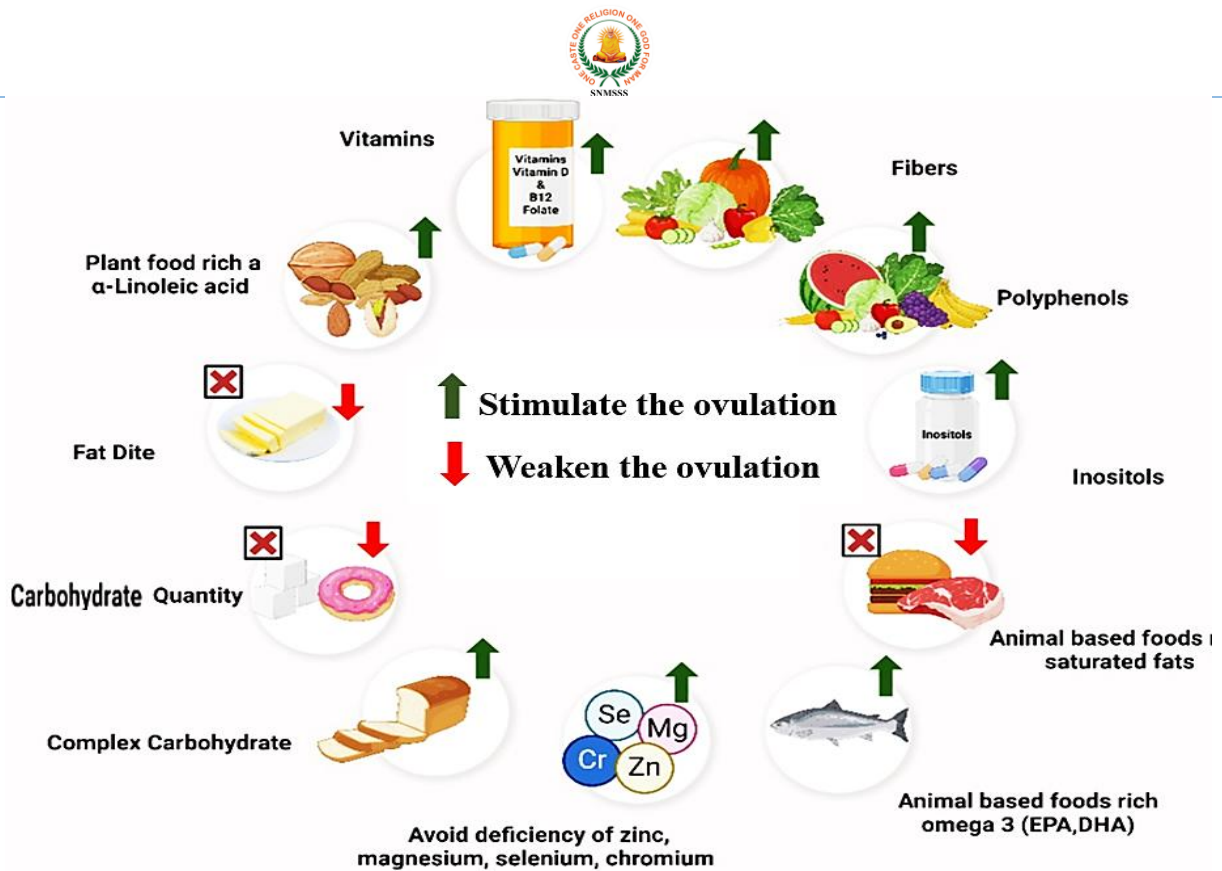 ONE CASTE ONE RELIGION ONE GOD FOR MAN
SNMSSS
Vitamins
Vitamins
Vitamin D
&
B12
Folate
Fibers
Plant food rich a
α-Linoleic acid
Polyphenols
Stimulate the ovulation
Weaken the ovulation
Fat Dite
Inositols
Inositols
Carbohydrate Quantity
Animal based foods
saturated fats
Complex Carbohydrate
Se
Mg
Cr
Zn
Animal based foods rich
omega 3 (EPA,DHA)
Avoid deficiency of zinc,
magnesium, selenium, chromium